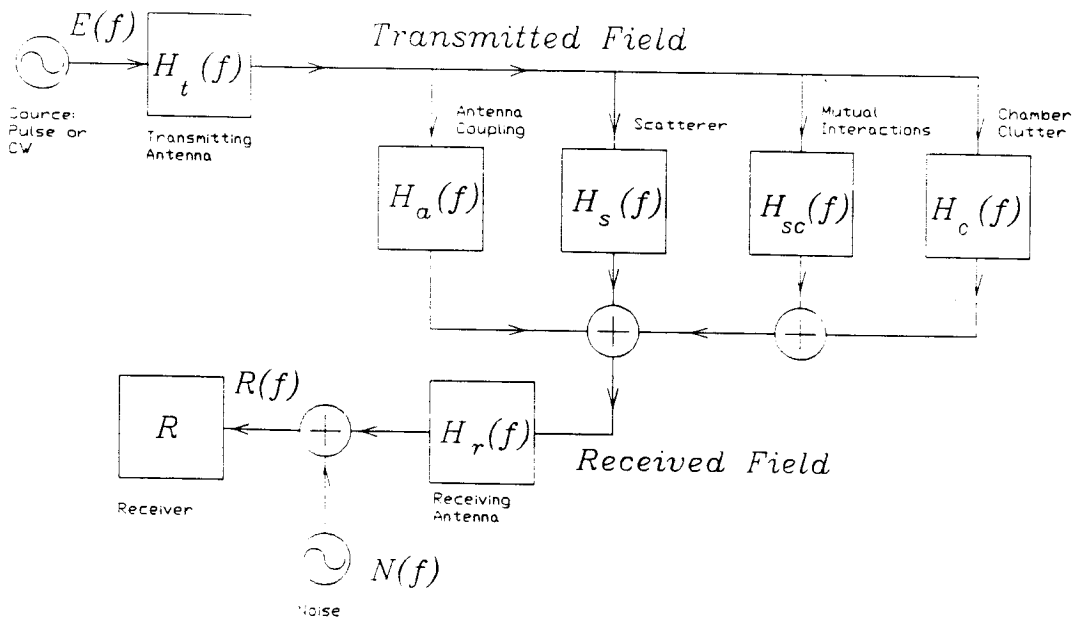 E(f)
H_t(f)
Transmitted Field
Source:
Pulse or
CW
Transmitting
Antenna
Antenna
Coupling
Scatterer
Mutual
Interactions
Chamber
Clutter
H_a(f)
H_s(f)
H_sc(f)
H_c(f)
R
R(f)
H_r(f)
Received Field
Receiver
Receiving
Antenna
N(f)
Noise